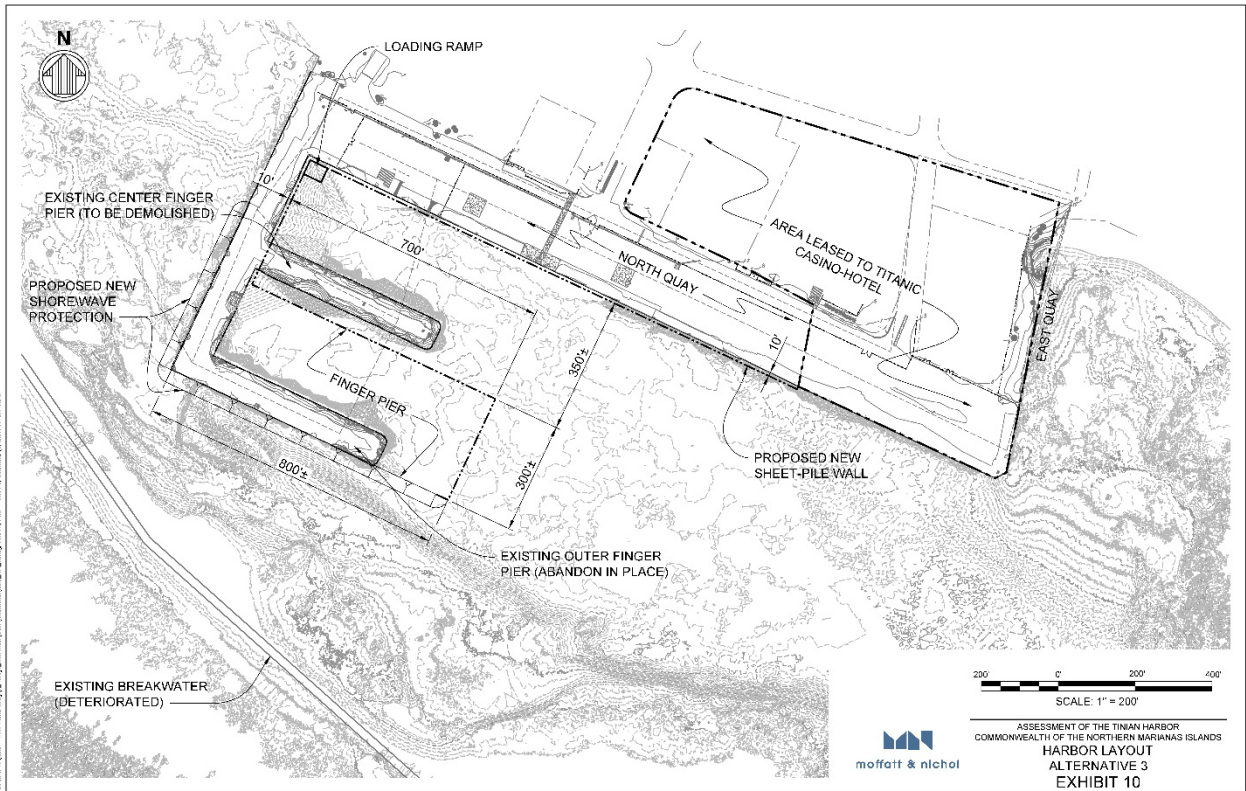 N
LOADING RAMP
EXISTING CENTER FINGER
PIER (TO BE DEMOLISHED)
10'
700'
NORTH QUAY
AREA LEASED TO TITANIC
CASINO-HOTEL
EAST QUAY
PROPOSED NEW
SHOREWAVE
PROTECTION
FINGER PIER
350'±
10'
300'±
800'±
PROPOSED NEW
SHEET-PILE WALL
EXISTING OUTER FINGER
PIER (ABANDON IN PLACE)
EXISTING BREAKWATER
(DETERIORATED)
200' 0' 200' 400'
SCALE: 1" = 200'
ASSESSMENT OF THE TINIAN HARBOR
COMMONWEALTH OF THE NORTHERN MARIANAS ISLANDS
HARBOR LAYOUT
ALTERNATIVE 3
EXHIBIT 10
moffatt & nichol